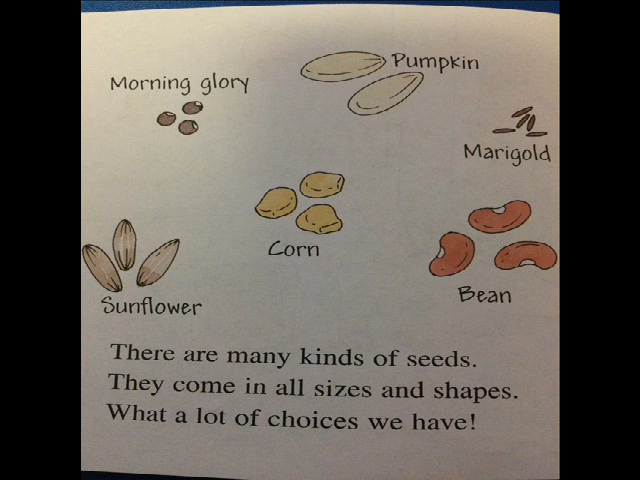 Pumpkin
Morning glory
Marigold
Corn
Bean
Sunflower
There are many kinds of seeds.
They come in all sizes and shapes.
What a lot of choices we have!